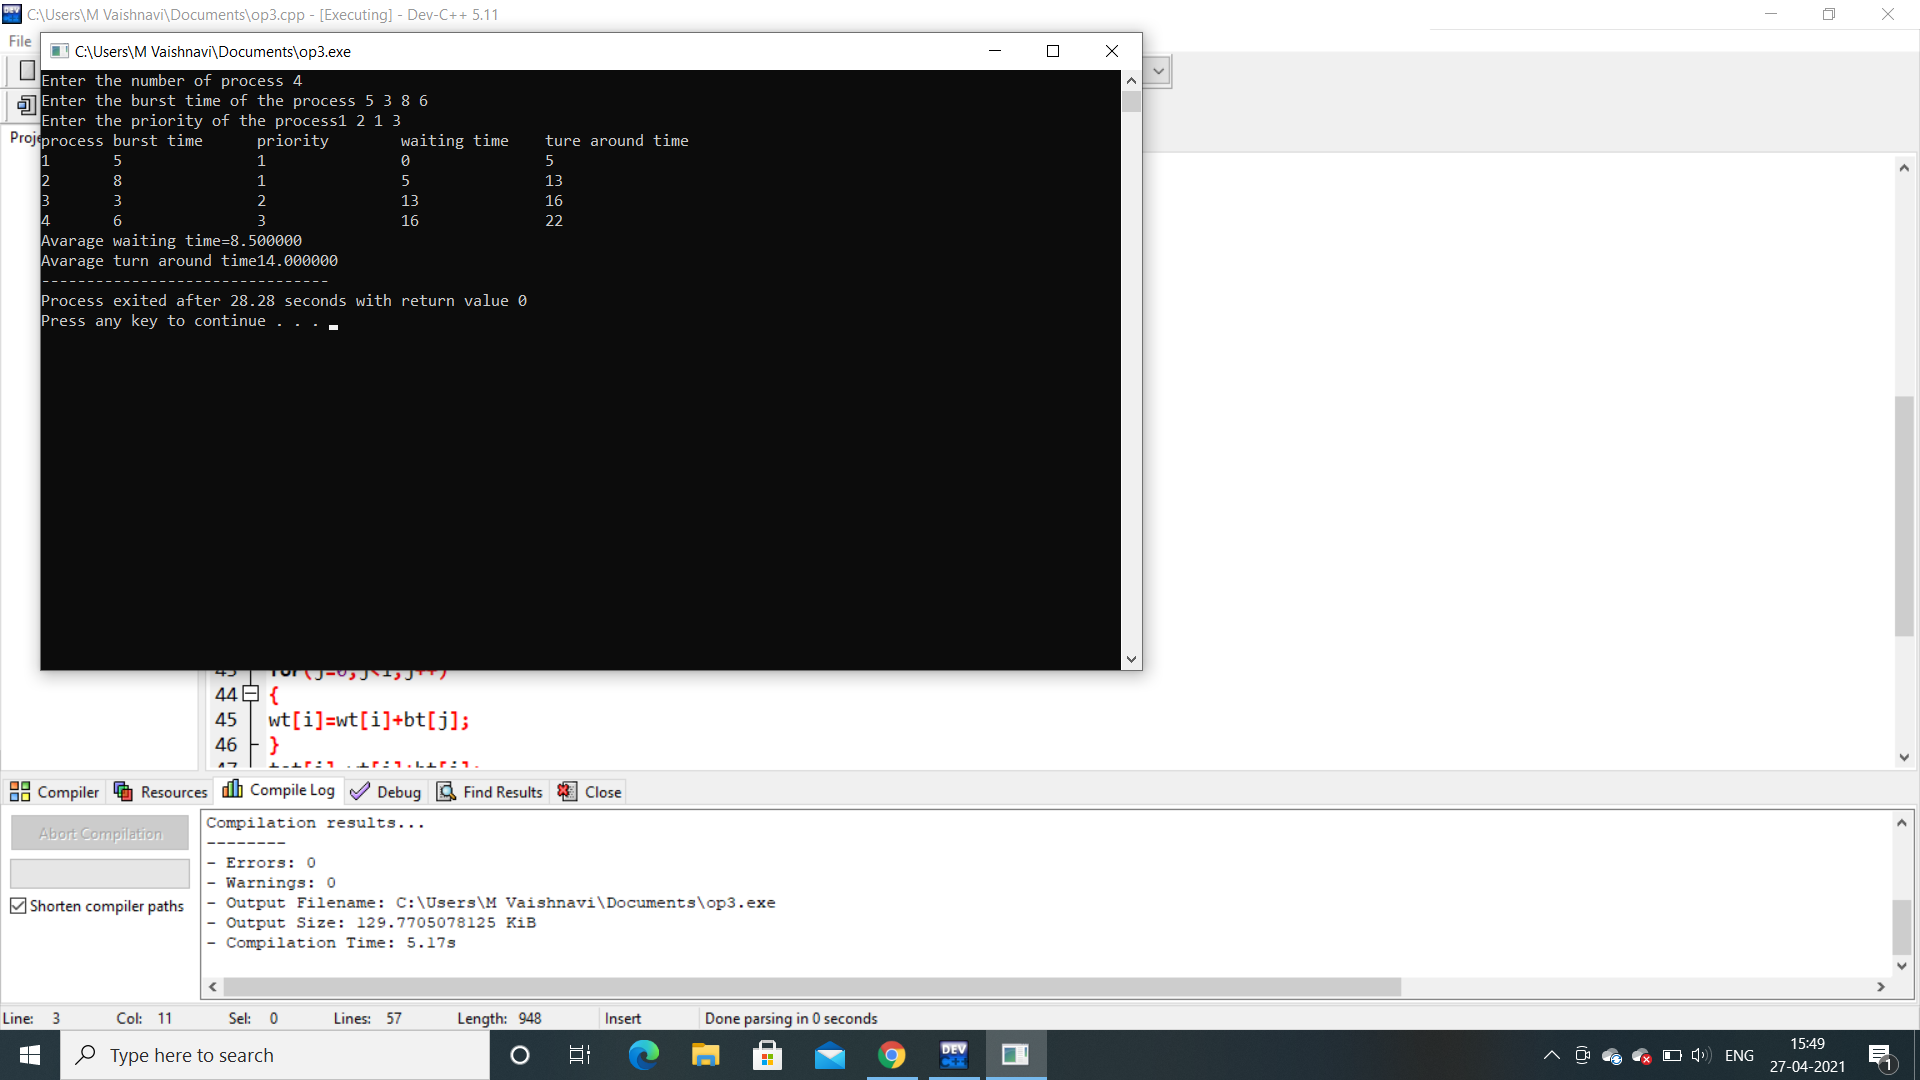 C:\Users\M Vaishnavi\Documents\op3.cpp - [Executing] - Dev-C++ 5.11
File
C:\Users\M Vaishnavi\Documents\op3.exe
Enter the number of process 4
Enter the burst time of the process 5 3 8 6
Enter the priority of the process1 2 1 3
process burst time priority waiting time ture around time
1 5 1 0 5
2 8 1 5 13
3 3 2 13 16
4 6 3 16 22
Avarage waiting time=8.500000
Avarage turn around time14.000000
--------------------------------
Process exited after 28.28 seconds with return value 0
Press any key to continue . . .
Proje
44 {
45 wt[i]=wt[i]+bt[j];
46 }
Compiler Resources Compile Log Debug Find Results Close
Abort Compilation
Shorten compiler paths
Compilation results...
--------
- Errors: 0
- Warnings: 0
- Output Filename: C:\Users\M Vaishnavi\Documents\op3.exe
- Output Size: 129.7705078125 KiB
- Compilation Time: 5.17s
Line: 3 Col: 11 Sel: 0 Lines: 57 Length: 948 Insert Done parsing in 0 seconds
Type here to search
DEV C++
ENG
15:49
27-04-2021
1